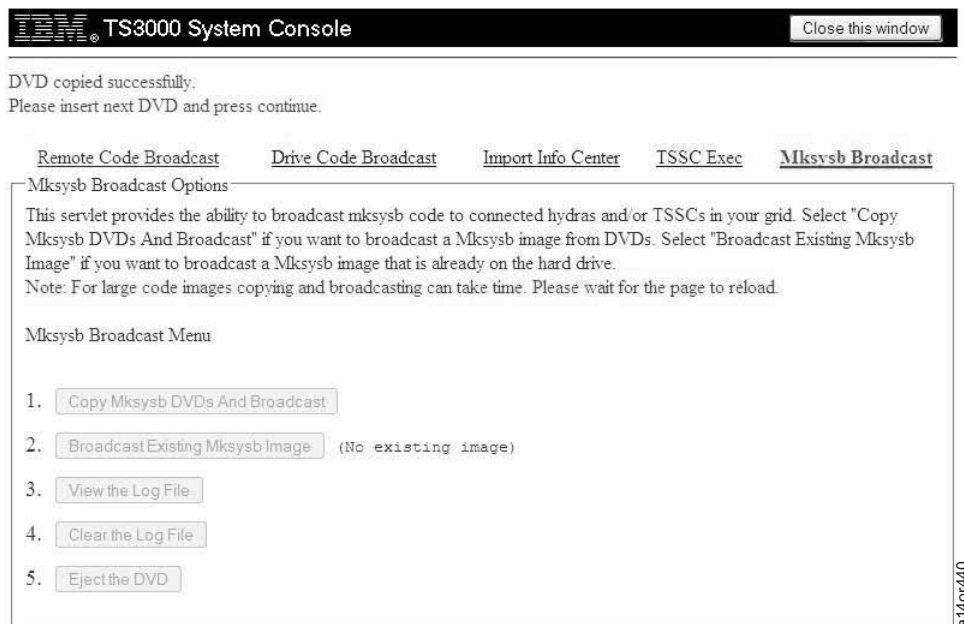 IBM® TS3000 System Console
Close this window
DVD copied successfully.
Please insert next DVD and press continue.
Remote Code Broadcast Drive Code Broadcast Import Info Center TSSC Exec Mksysb Broadcast
Mksysb Broadcast Options
This servlet provides the ability to broadcast mksysb code to connected hydras and/or TSSCs in your grid. Select "Copy
Mksysb DVDs And Broadcast" if you want to broadcast a Mksysb image from DVDs. Select "Broadcast Existing Mksysb
Image" if you want to broadcast a Mksysb image that is already on the hard drive.
Note: For large code images copying and broadcasting can take time. Please wait for the page to reload.
Mksysb Broadcast Menu
1. Copy Mksysb DVDs And Broadcast
2. Broadcast Existing Mksysb Image (No existing image)
3. View the Log File
4. Clear the Log File
5. Eject the DVD
a14or440